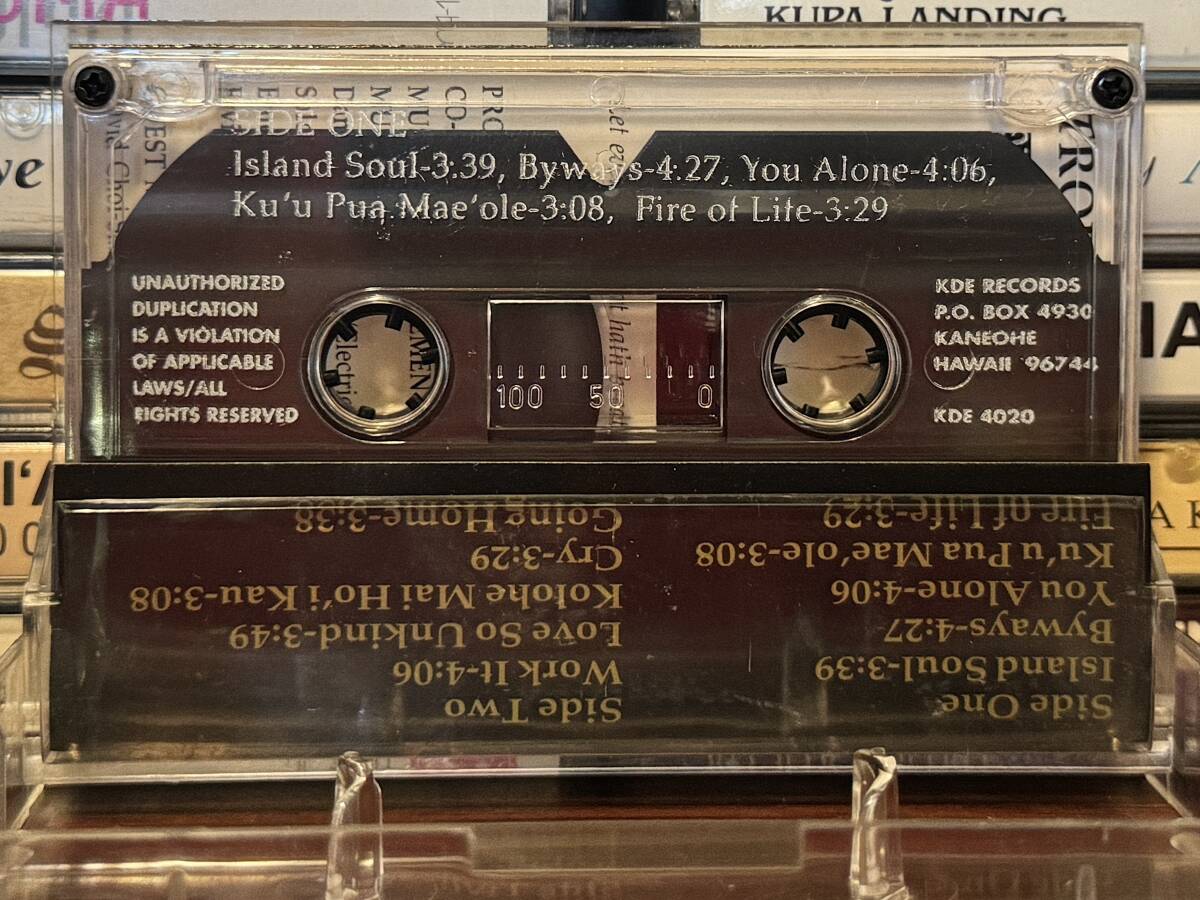 KUPA LANDING
SIDE ONE
Island Soul-3:39, Byways-4:27, You Alone-4:06,
Ku'u Pua Mae'ole-3:08, Fire of Life-3:29
UNAUTHORIZED
DUPLICATION
IS A VIOLATION
OF APPLICABLE
LAWS/ALL
RIGHTS RESERVED
100 50 0
KDE RECORDS
P.O. BOX 4930
KANEOHE
HAWAII 96744
KDE 4020
Side One
Island Soul-3:39
Byways-4:27
You Alone-4:06
Ku'u Pua Mae'ole-3:08
Fire of Life-3:29
Side Two
Work It-4:06
Love So Unkind-3:49
Kolohe Mai Ho'i Kau-3:08
Cry-3:29
Going Home-3:38